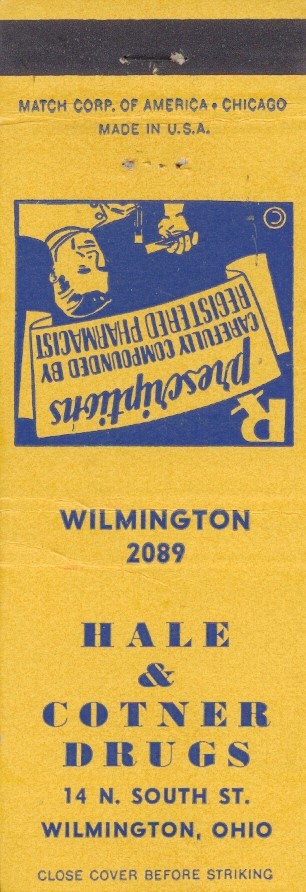 MATCH CORP. OF AMERICA • CHICAGO
MADE IN U.S.A.
Rx
prescriptions
CAREFULLY COMPOUNDED BY
REGISTERED PHARMACIST
©
WILMINGTON
2089
HALE
&
COTNER
DRUGS
14 N. SOUTH ST.
WILMINGTON, OHIO
CLOSE COVER BEFORE STRIKING